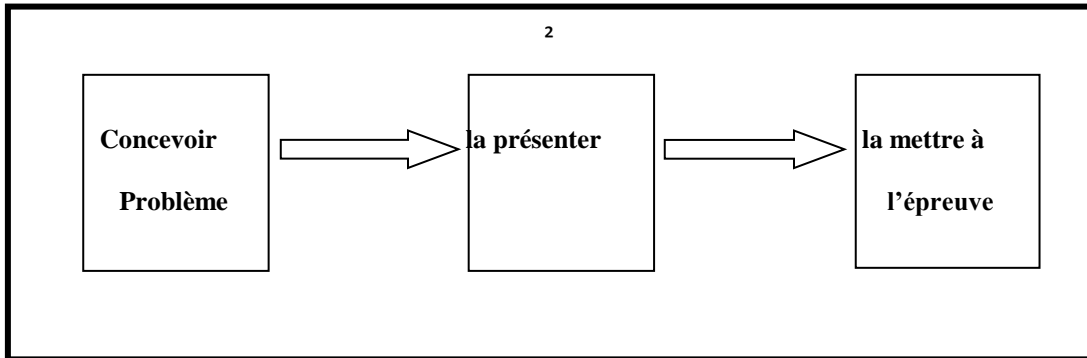 2
Concevoir
Problème
la présenter
la mettre à
l’épreuve